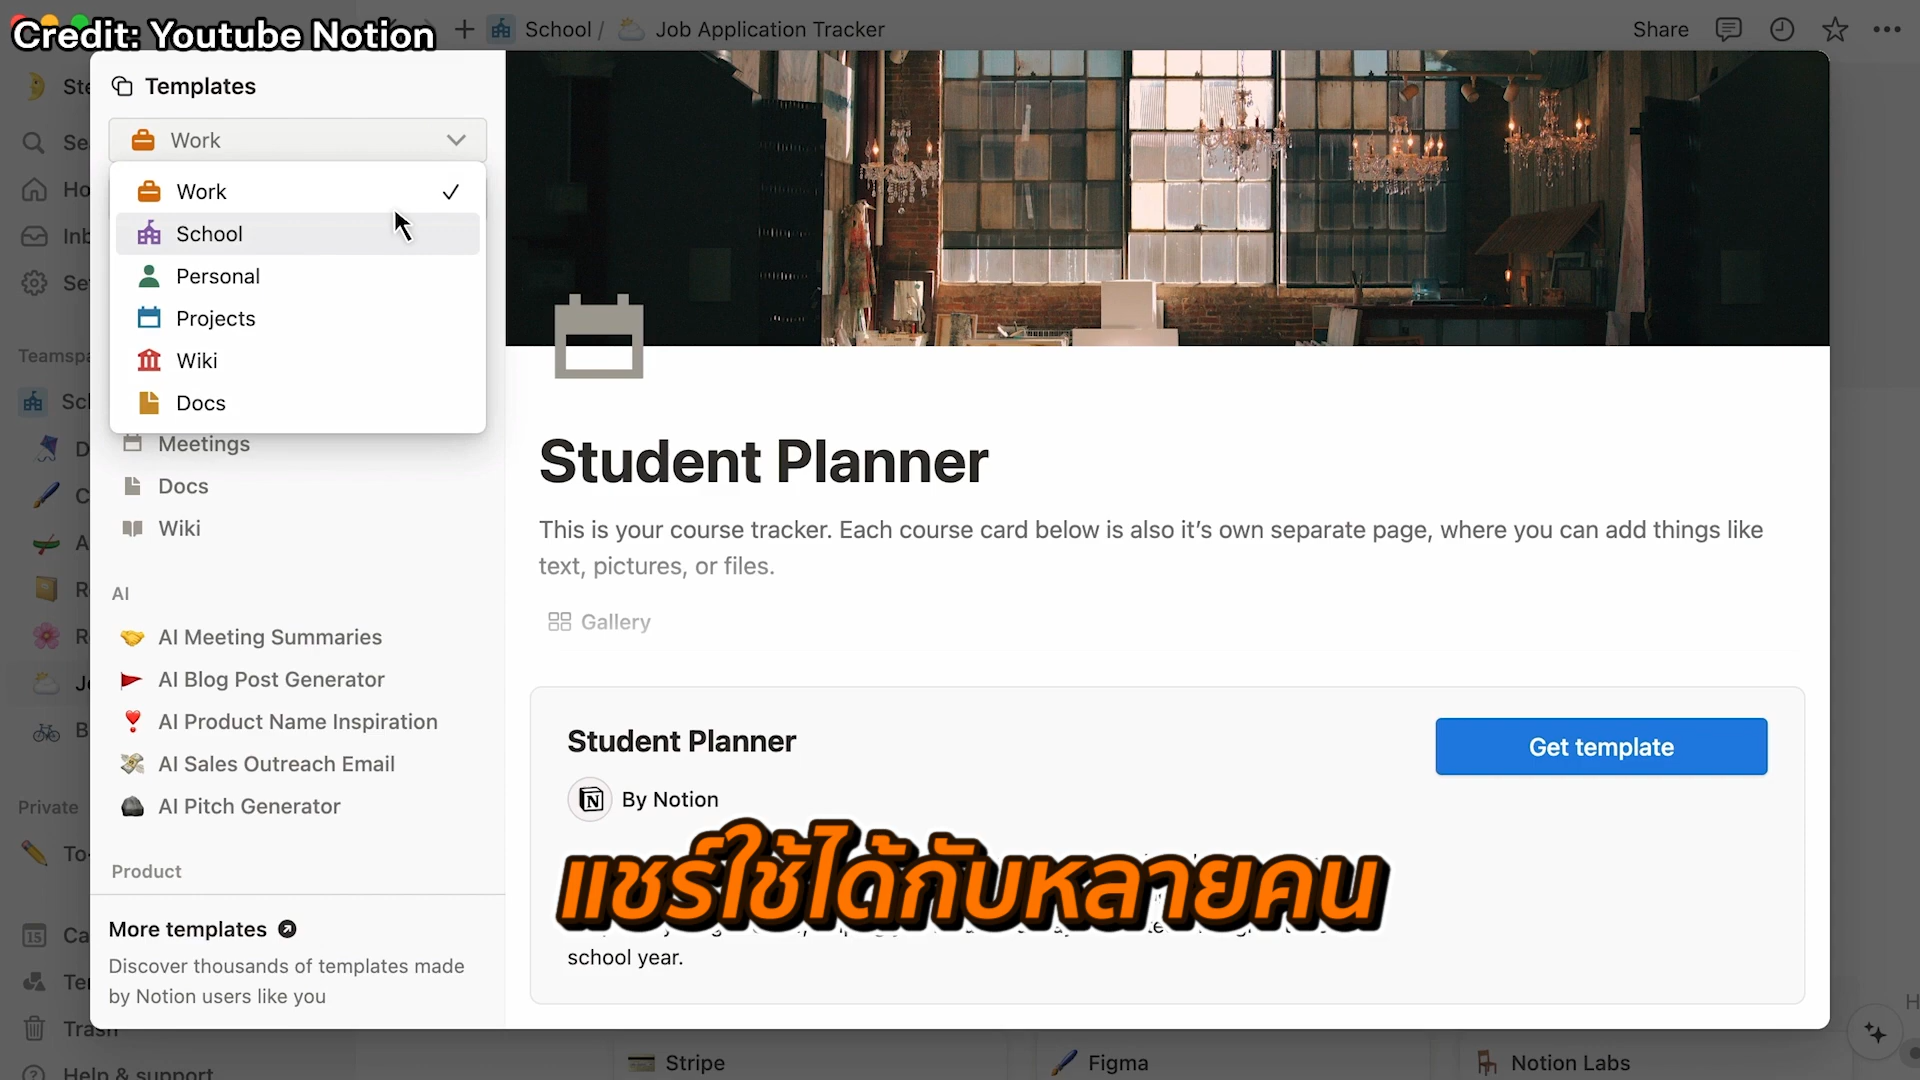 Credit: Youtube Notion
School / Job Application Tracker
Share
Templates
Work
Work
School
Personal
Projects
Wiki
Docs
Meetings
Docs
Wiki
AI
AI Meeting Summaries
AI Blog Post Generator
AI Product Name Inspiration
AI Sales Outreach Email
AI Pitch Generator
Product
More templates
Discover thousands of templates made
by Notion users like you
Private
Trash
Help & support
Student Planner
This is your course tracker. Each course card below is also it's own separate page, where you can add things like
text, pictures, or files.
Gallery
Student Planner
Get template
By Notion
แชร์ใช้ได้กับหลายคน
school year.
Stripe
Figma
Notion Labs